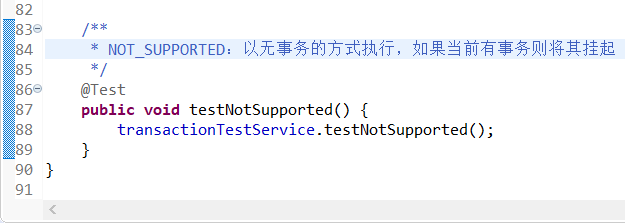 82
83 /**
84 * NOT_SUPPORTED：以无事务的方式执行，如果当前有事务则将其挂起
85 */
86 @Test
87 public void testNotSupported() {
88 transactionTestService.testNotSupported();
89 }
90 }
91